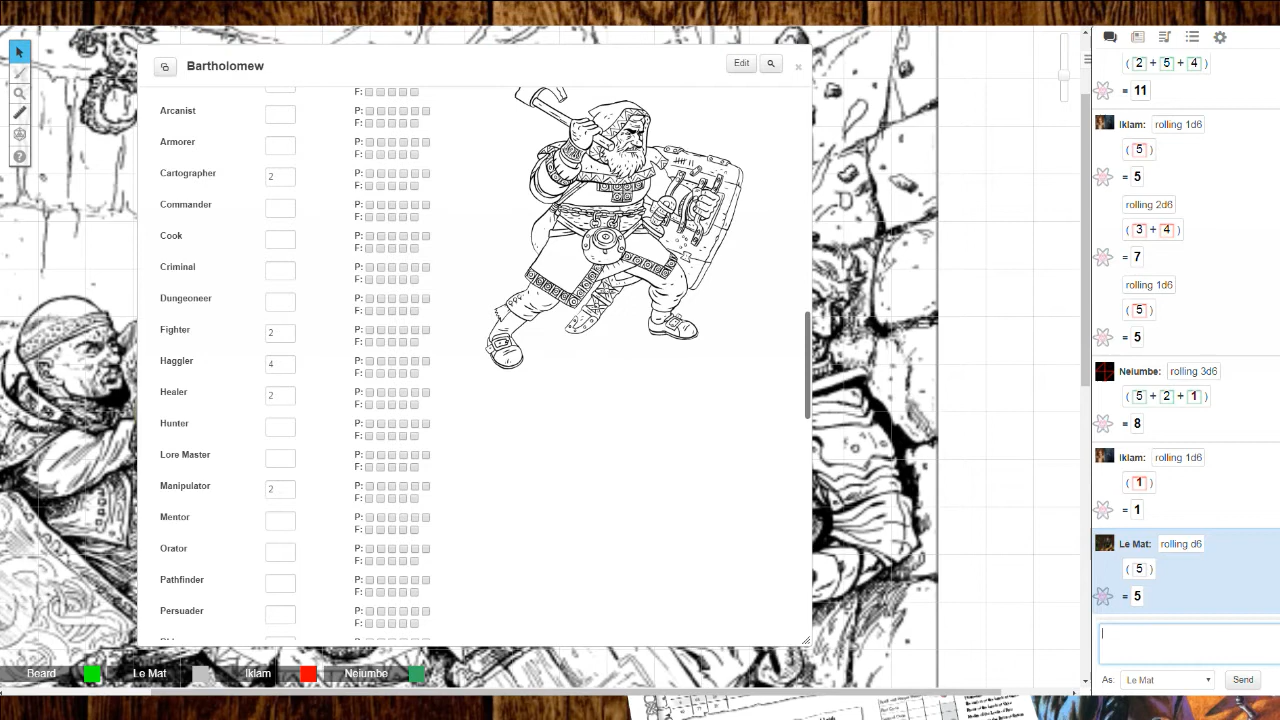 Bartholomew
Edit
F:
Arcanist P:
F:
Armorer P:
F:
Cartographer 2 P:
F:
Commander P:
F:
Cook P:
F:
Criminal P:
F:
Dungeoneer P:
F:
Fighter 2 P:
F:
Haggler 4 P:
F:
Healer 2 P:
F:
Hunter P:
F:
Lore Master P:
F:
Manipulator 2 P:
F:
Mentor P:
F:
Orator P:
F:
Pathfinder P:
F:
Persuader P:
F:
( 2 + 5 + 4 )
= 11
Iklam: rolling 1d6
( 5 )
= 5
rolling 2d6
( 3 + 4 )
= 7
rolling 1d6
( 5 )
= 5
Neiumbe: rolling 3d6
( 5 + 2 + 1 )
= 8
Iklam: rolling 1d6
( 1 )
= 1
Le Mat: rolling d6
( 5 )
= 5
As: Le Mat Send
Beard Le Mat Iklam Neiumbe